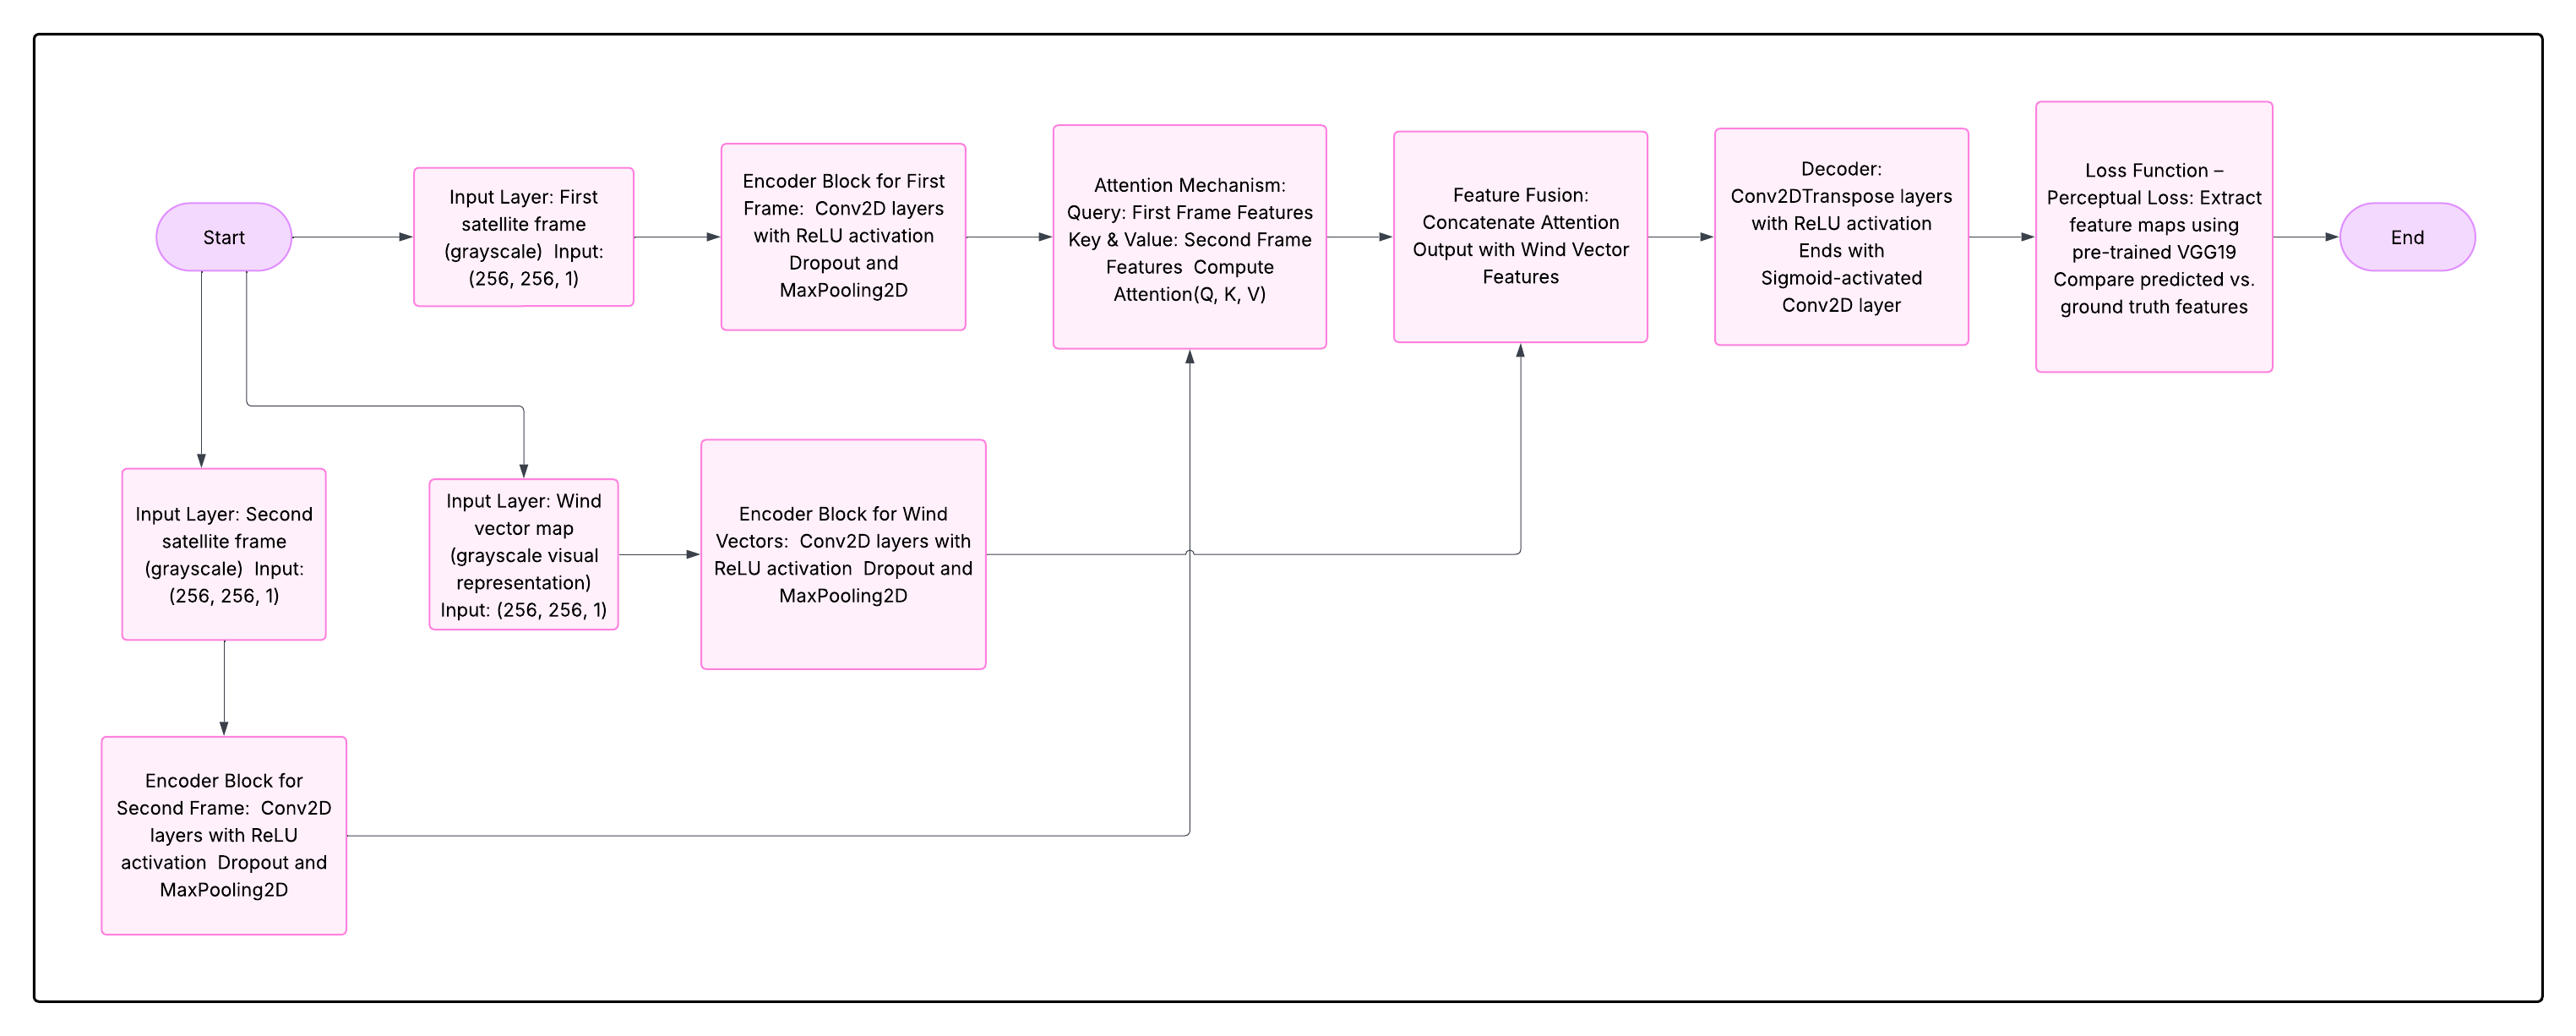 Start
Input Layer: First
satellite frame
(grayscale) Input:
(256, 256, 1)
Encoder Block for First
Frame: Conv2D layers
with ReLU activation
Dropout and
MaxPooling2D
Attention Mechanism:
Query: First Frame Features
Key & Value: Second Frame
Features Compute
Attention(Q, K, V)
Feature Fusion:
Concatenate Attention
Output with Wind Vector
Features
Decoder:
Conv2DTranspose layers
with ReLU activation
Ends with
Sigmoid-activated
Conv2D layer
Loss Function –
Perceptual Loss: Extract
feature maps using
pre-trained VGG19
Compare predicted vs.
ground truth features
End
Input Layer: Second
satellite frame
(grayscale) Input:
(256, 256, 1)
Input Layer: Wind
vector map
(grayscale visual
representation)
Input: (256, 256, 1)
Encoder Block for Wind
Vectors: Conv2D layers with
ReLU activation Dropout and
MaxPooling2D
Encoder Block for
Second Frame: Conv2D
layers with ReLU
activation Dropout and
MaxPooling2D